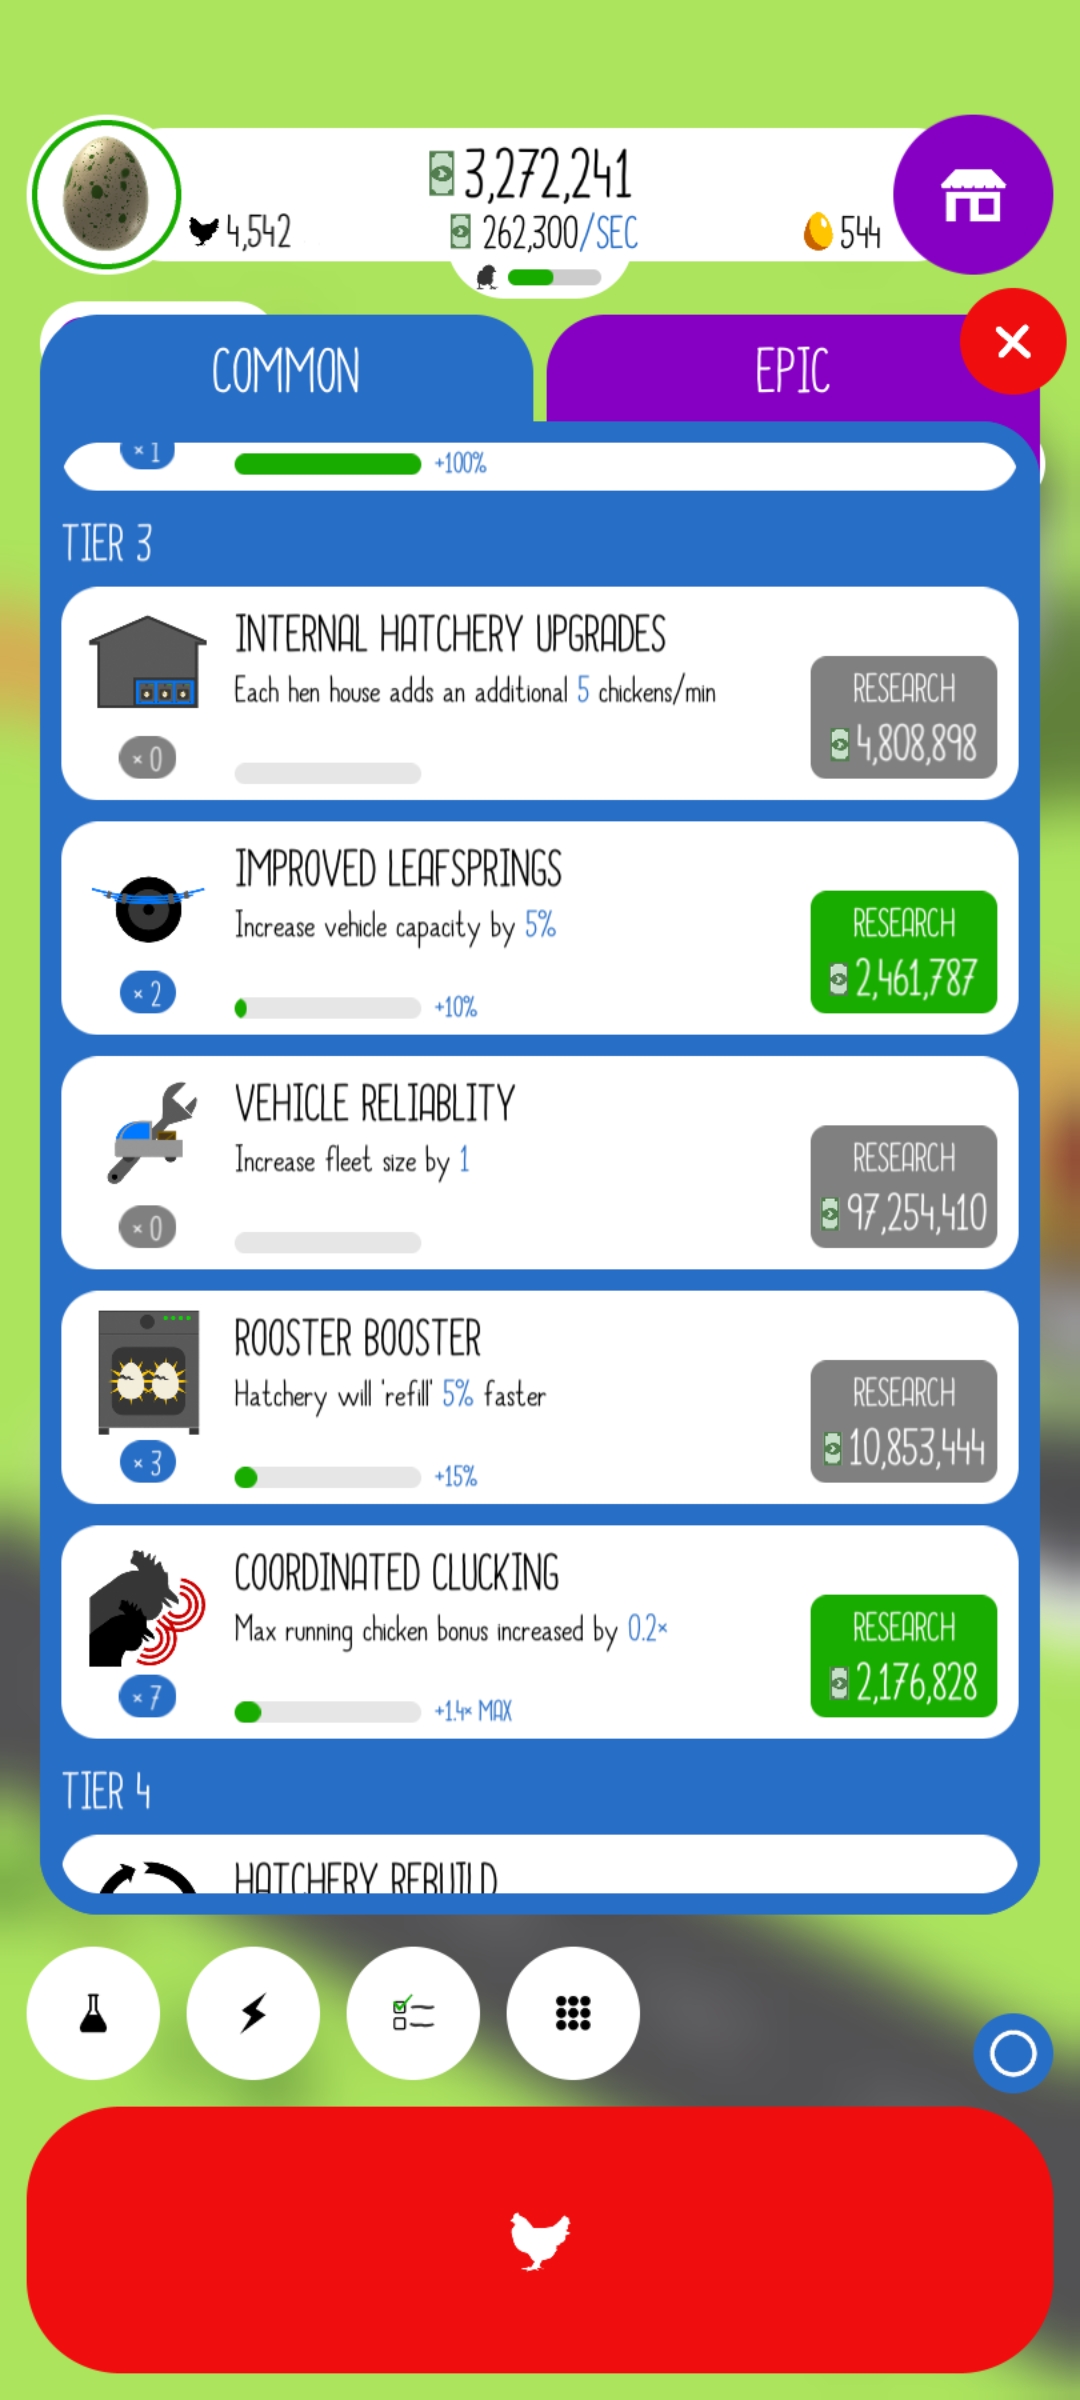 3,272,241
4,542
262,300/SEC
544
COMMON
EPIC
× 1
+100%
TIER 3
INTERNAL HATCHERY UPGRADES
Each hen house adds an additional 5 chickens/min
RESEARCH
4,808,898
× 0
IMPROVED LEAFSPRINGS
Increase vehicle capacity by 5%
RESEARCH
2,461,787
× 2
+10%
VEHICLE RELIABLITY
Increase fleet size by 1
RESEARCH
97,254,410
× 0
ROOSTER BOOSTER
Hatchery will 'refill' 5% faster
RESEARCH
10,853,444
× 3
+15%
COORDINATED CLUCKING
Max running chicken bonus increased by 0.2×
RESEARCH
2,176,828
× 7
+1.4× MAX
TIER 4
HATCHERY REBUILD